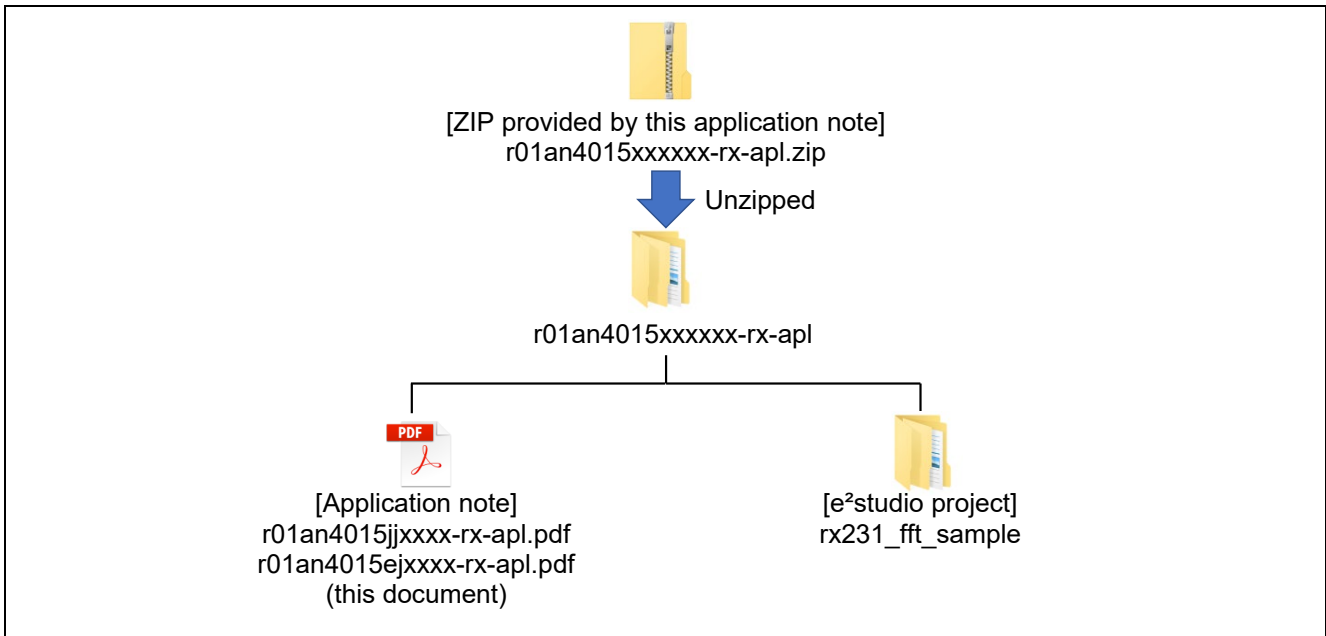 [ZIP provided by this application note]
r01an4015xxxxxx-rx-apl.zip
Unzipped
r01an4015xxxxxx-rx-apl
PDF
[Application note]
r01an4015jjxxxx-rx-apl.pdf
r01an4015ejxxxx-rx-apl.pdf
(this document)
[e²studio project]
rx231_fft_sample